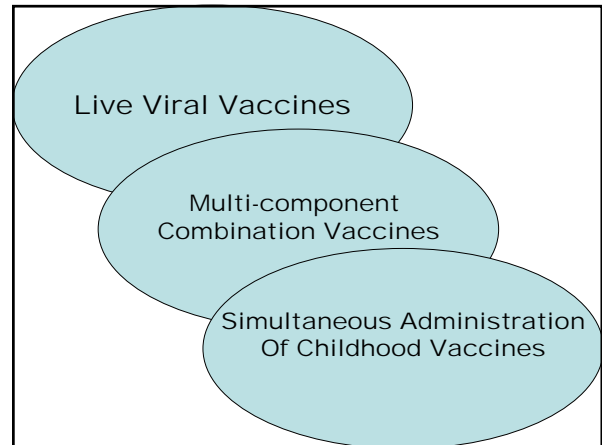 Live Viral Vaccines
Multi-component
Combination Vaccines
Simultaneous Administration
Of Childhood Vaccines